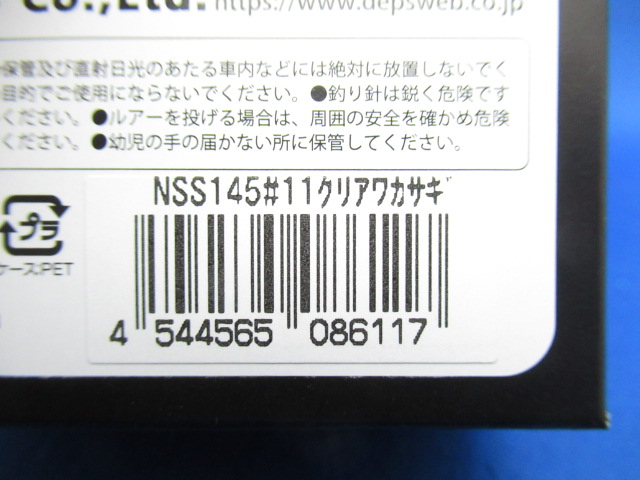 Co.,Ltd. https://www.depsweb.co.jp
保管及び直射日光のあたる車内などには絶対に放置しないでく
目的でご使用にならないでください。●釣り針は鋭く危険です
ください。●ルアーを投げる場合は、周囲の安全を確かめ危険
ください。●幼児の手の届かない所に保管してください。
NSS145#11クリアワカサギ
プラ
ケース:PET
4 544565 086117